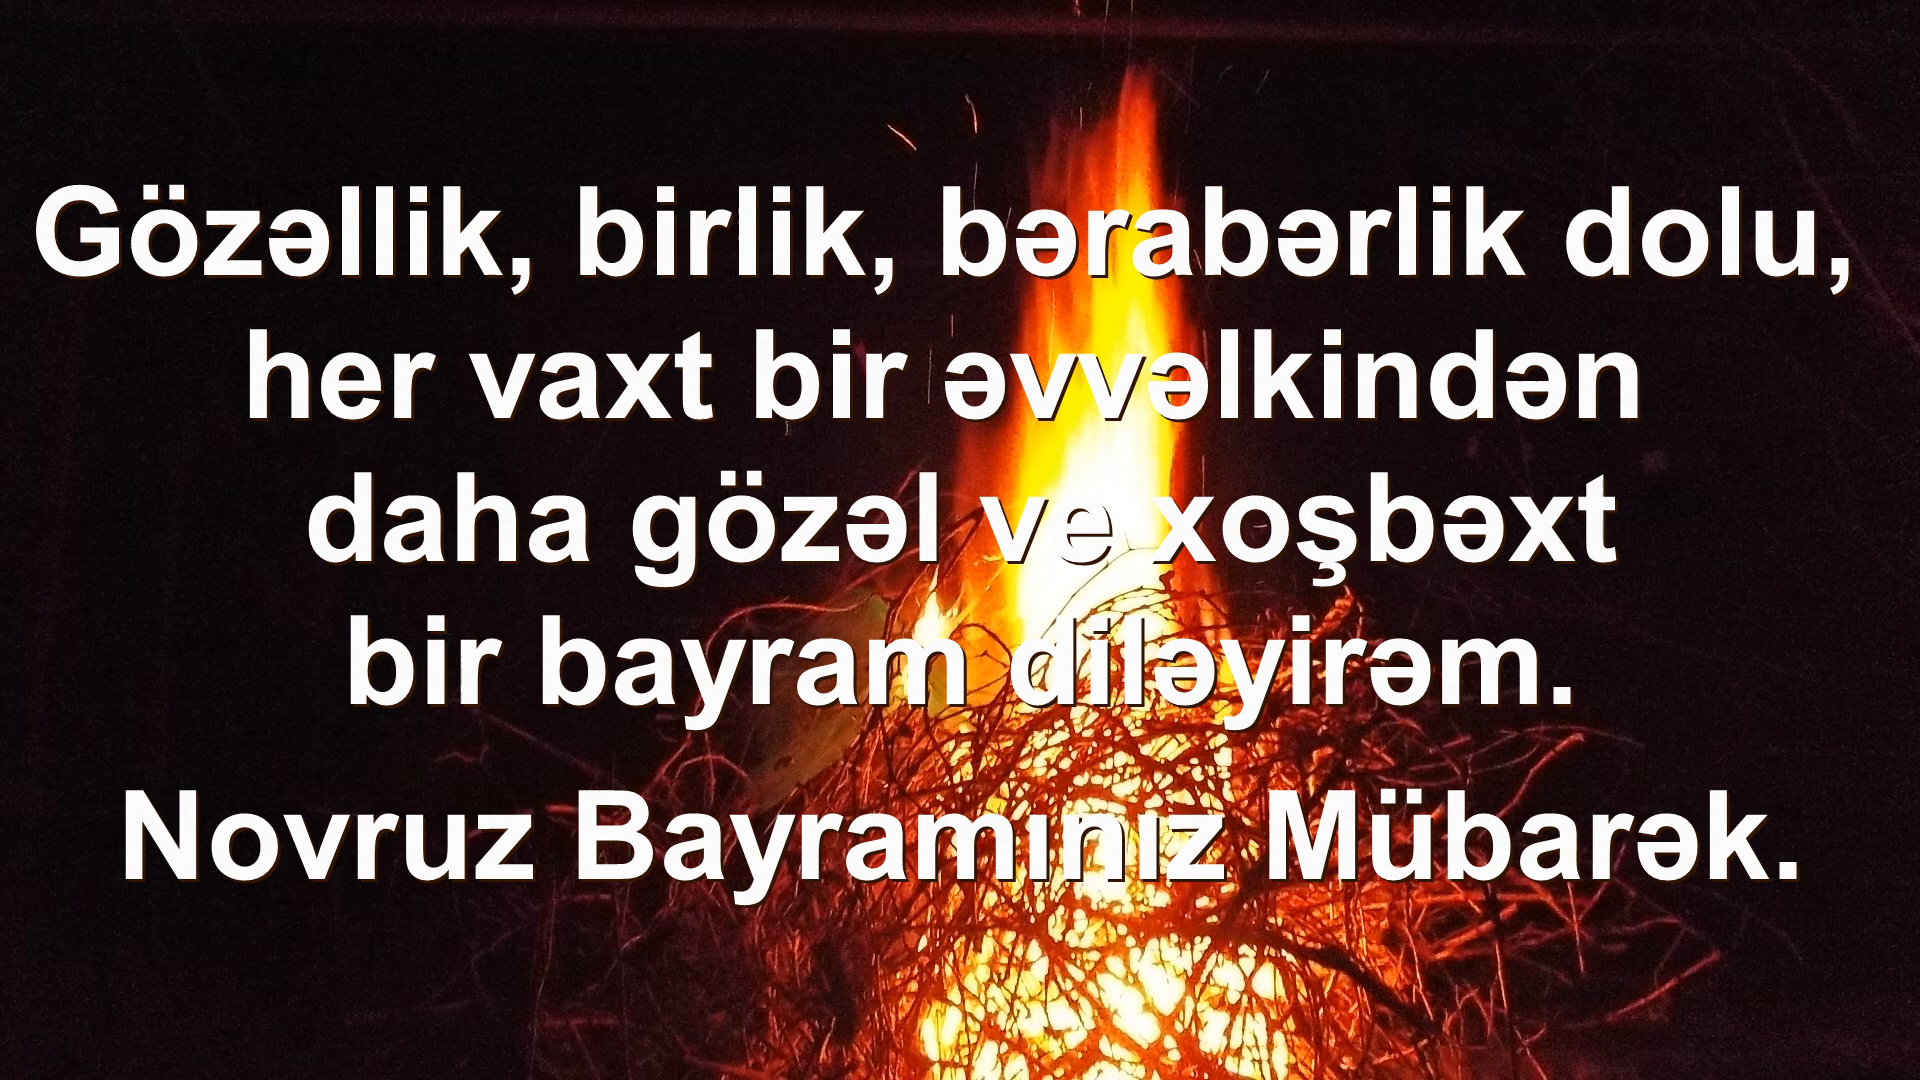 Gözəllik, birlik, bərabərlik dolu,
her vaxt bir əvvəlkindən
daha gözəl ve xoşbəxt
bir bayram diləyirəm.
Novruz Bayramınız Mübarək.